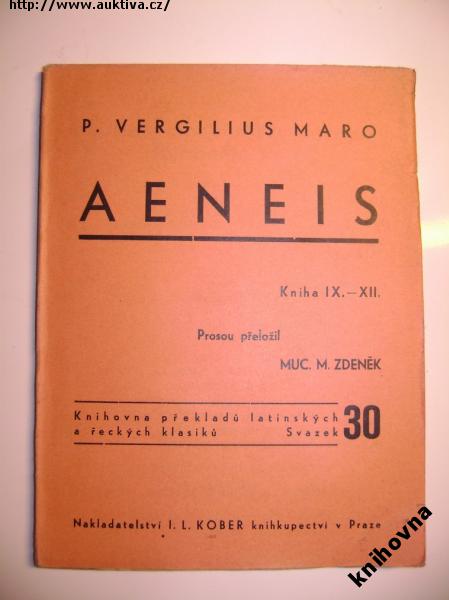 http://www.auktiva.cz/
P. VERGILIUS MARO
AENEIS
Kniha IX.—XII.
Prosou přeložil
MUC. M. ZDENĚK
Knihovna překladů latinských
a řeckých klasiků Svazek 30
Nakladatelství I. L. KOBER knihkupectví v Praze
knihovna